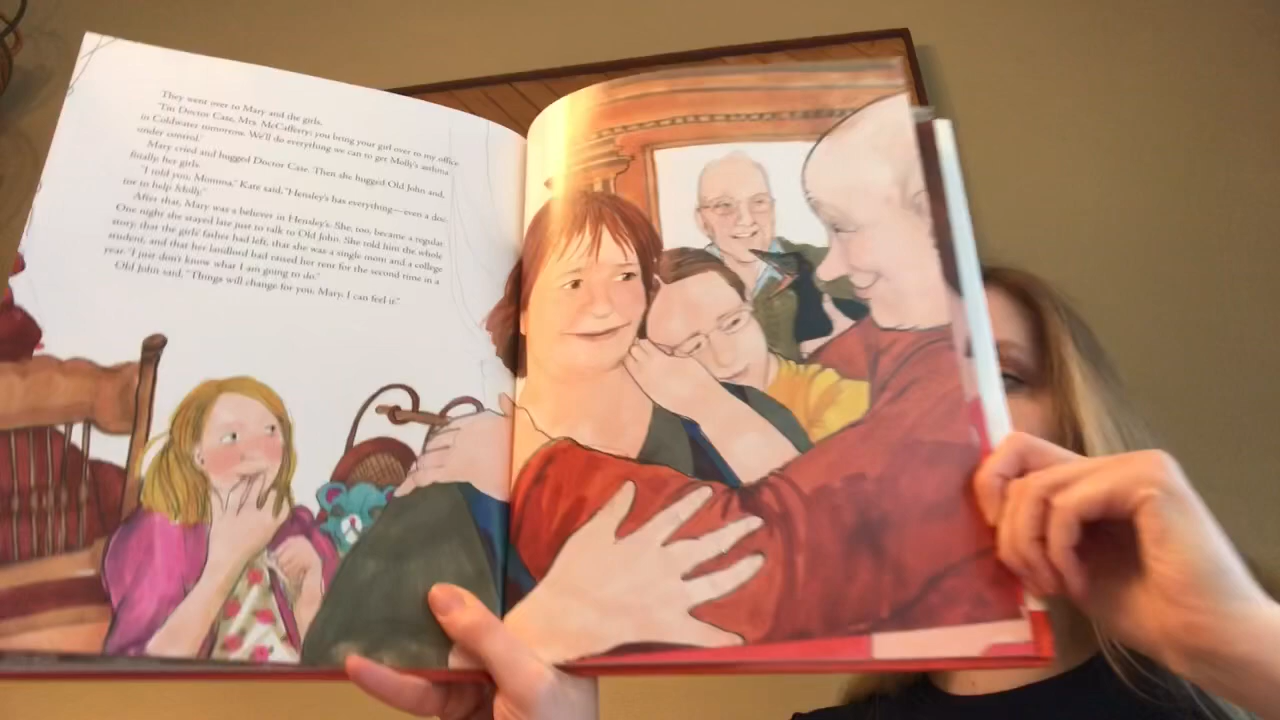 They went over to Mary and the girls.
"I'm Doctor Case, Mrs. McCafferty; you bring your girl over to my office
in Coldwater tomorrow. We'll do everything we can to get Molly's asthma
under control."
Mary cried and hugged Doctor Case. Then she hugged Old John and,
finally, her girls.
"I told you, Momma," Kate said, "Hensley's has everything—even a doc-
tor to help Molly."
After that, Mary was a believer in Hensley's. She, too, became a regular.
One night she stayed late just to talk to Old John. She told him the whole
story, that the girls' father had left, that she was a single mom and a college
student, and that her landlord had raised her rent for the second time in a
year. "I just don't know what I am going to do."
Old John said, "Things will change for you, Mary. I can feel it."